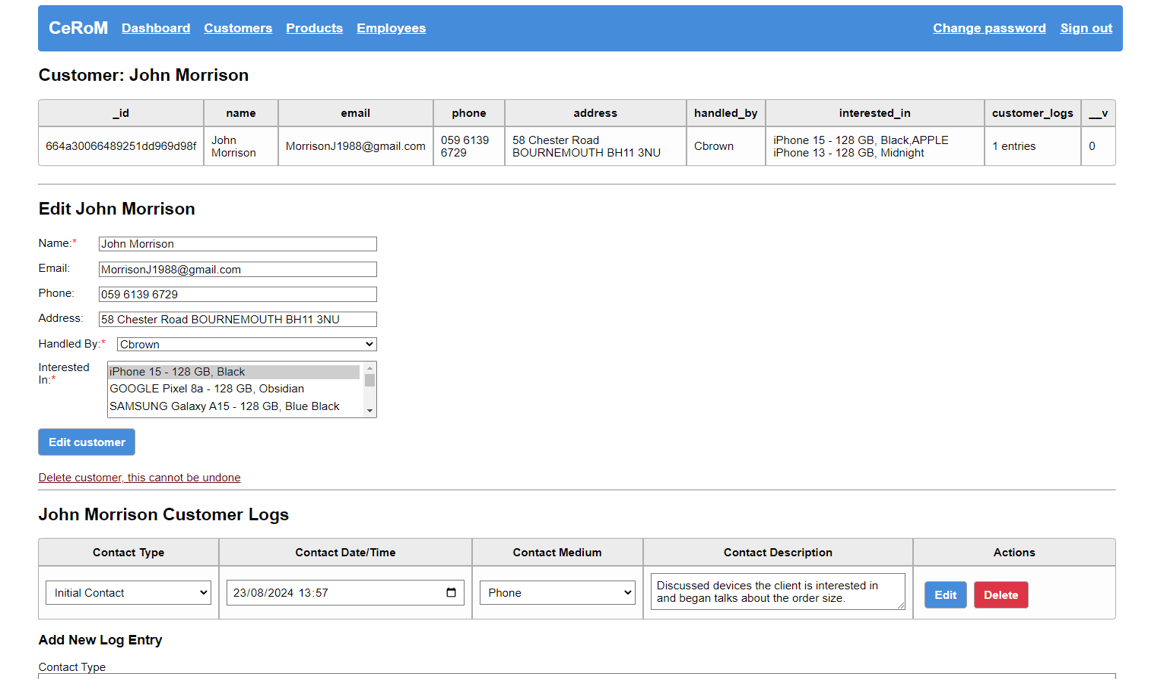 CeRoM Dashboard Customers Products Employees Change password Sign out
Customer: John Morrison
_id name email phone address handled_by interested_in customer_logs __v
664a30066489251dd969d98f John Morrison MorrisonJ1988@gmail.com 059 6139 6729 58 Chester Road BOURNEMOUTH BH11 3NU Cbrown iPhone 15 - 128 GB, Black,APPLE iPhone 13 - 128 GB, Midnight 1 entries 0
Edit John Morrison
Name:* John Morrison
Email: MorrisonJ1988@gmail.com
Phone: 059 6139 6729
Address: 58 Chester Road BOURNEMOUTH BH11 3NU
Handled By:* Cbrown
Interested In:* iPhone 15 - 128 GB, Black
GOOGLE Pixel 8a - 128 GB, Obsidian
SAMSUNG Galaxy A15 - 128 GB, Blue Black
Edit customer
Delete customer, this cannot be undone
John Morrison Customer Logs
Contact Type Contact Date/Time Contact Medium Contact Description Actions
Initial Contact 23/08/2024 13:57 Phone Discussed devices the client is interested in and began talks about the order size. Edit Delete
Add New Log Entry
Contact Type